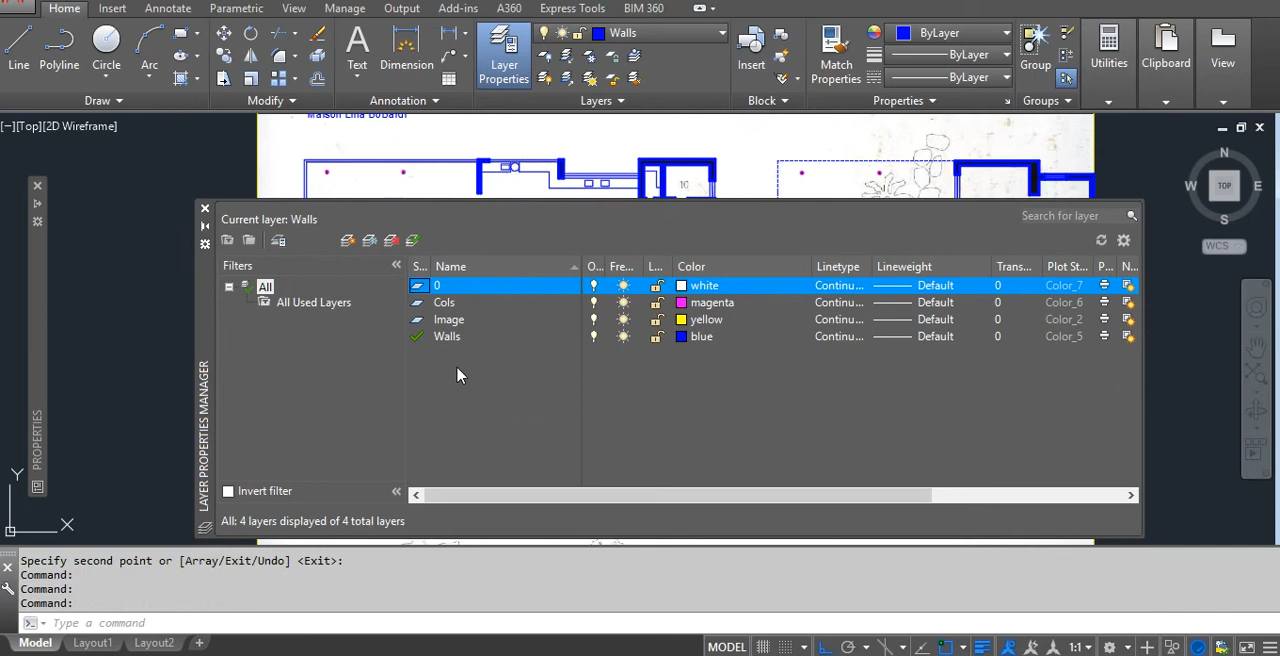 Home Insert Annotate Parametric View Manage Output Add-ins A360 Express Tools BIM 360
Line Polyline Circle Arc Text Dimension Layer Properties Walls Insert Match Properties ByLayer ByLayer ByLayer Group Utilities Clipboard View
Draw Modify Annotation Layers Block Properties Groups
[−][Top][2D Wireframe]
Maison Lina BoBardi
N
W TOP E
S
WCS
10
Current layer: Walls
Search for layer
Filters S... Name O.. Fre... L... Color Linetype Lineweight Trans... Plot St... P... N...
All
All Used Layers
0 white Continu... Default 0 Color_7
Cols magenta Continu... Default 0 Color_6
Image yellow Continu... Default 0 Color_2
Walls blue Continu... Default 0 Color_5
Invert filter
All: 4 layers displayed of 4 total layers
LAYER PROPERTIES MANAGER
PROPERTIES
Y
X
Specify second point or [Array/Exit/Undo] <Exit>:
Command:
Command:
Command:
Type a command
Model Layout1 Layout2 +
MODEL 1:1